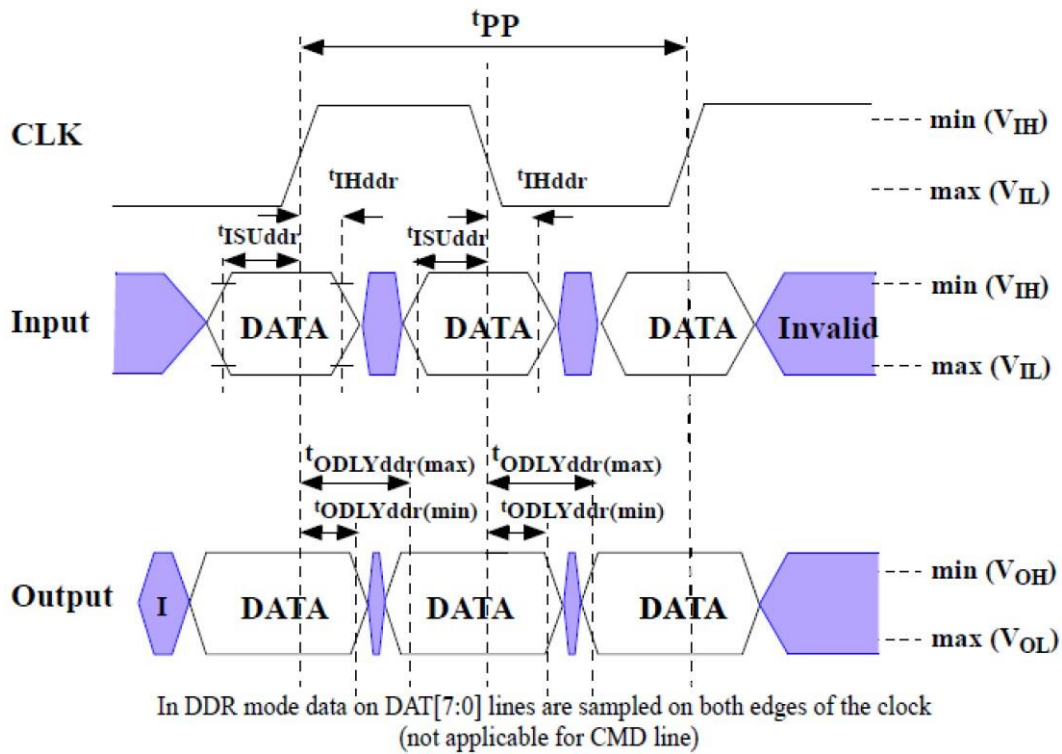 tPP
CLK
min (VIH)
max (VIL)
tIHddr
tIHddr
tISUddr
tISUddr
Input
DATA
DATA
DATA
Invalid
min (VIH)
max (VIL)
tODLYddr(max)
tODLYddr(max)
tODLYddr(min)
tODLYddr(min)
Output
I
DATA
DATA
DATA
min (VOH)
max (VOL)
In DDR mode data on DAT[7:0] lines are sampled on both edges of the clock
(not applicable for CMD line)